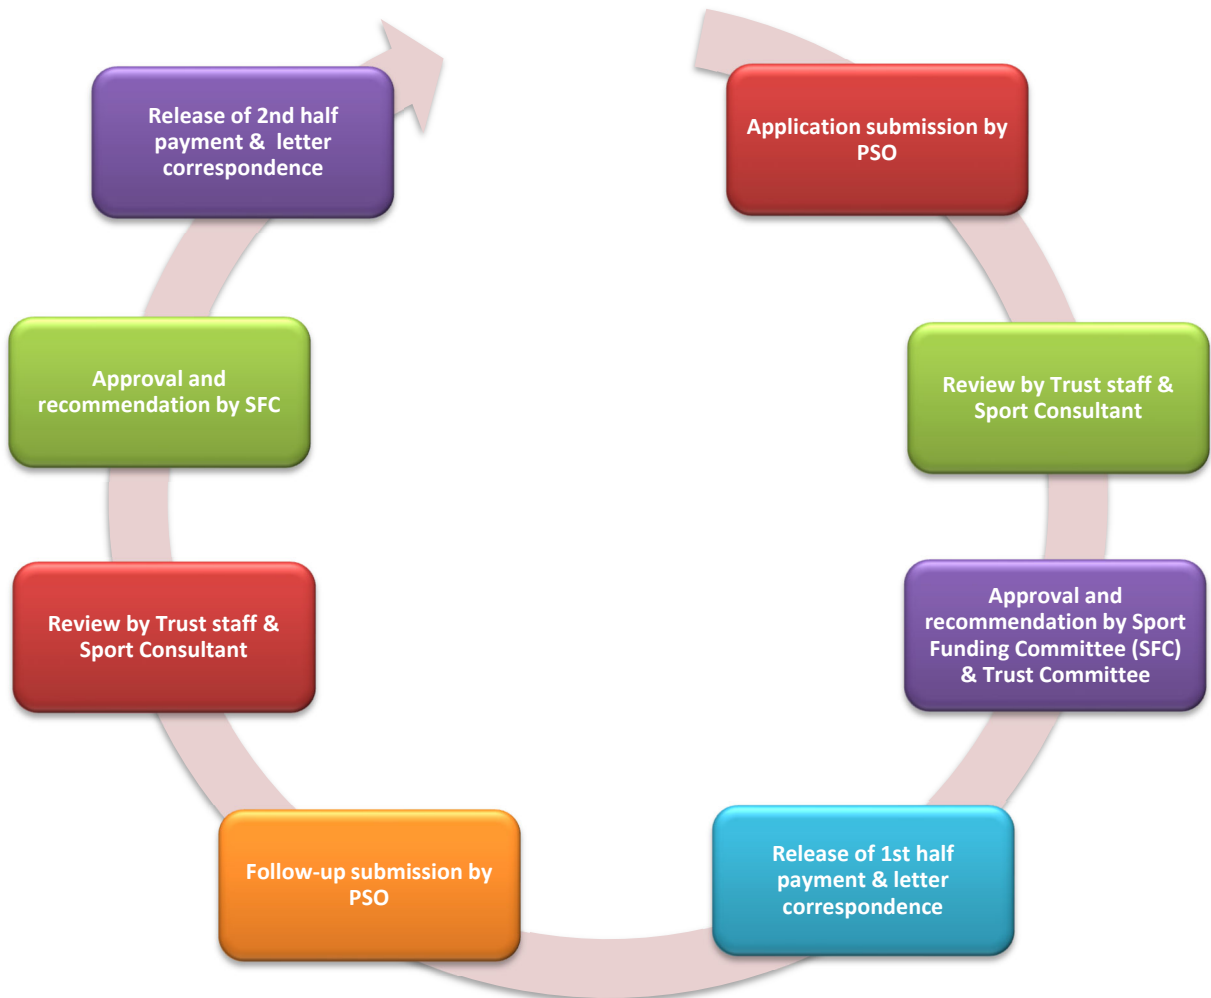 Application submission by
PSO
Review by Trust staff &
Sport Consultant
Approval and
recommendation by Sport
Funding Committee (SFC)
& Trust Committee
Release of 1st half
payment & letter
correspondence
Follow-up submission by
PSO
Review by Trust staff &
Sport Consultant
Approval and
recommendation by SFC
Release of 2nd half
payment &  letter
correspondence